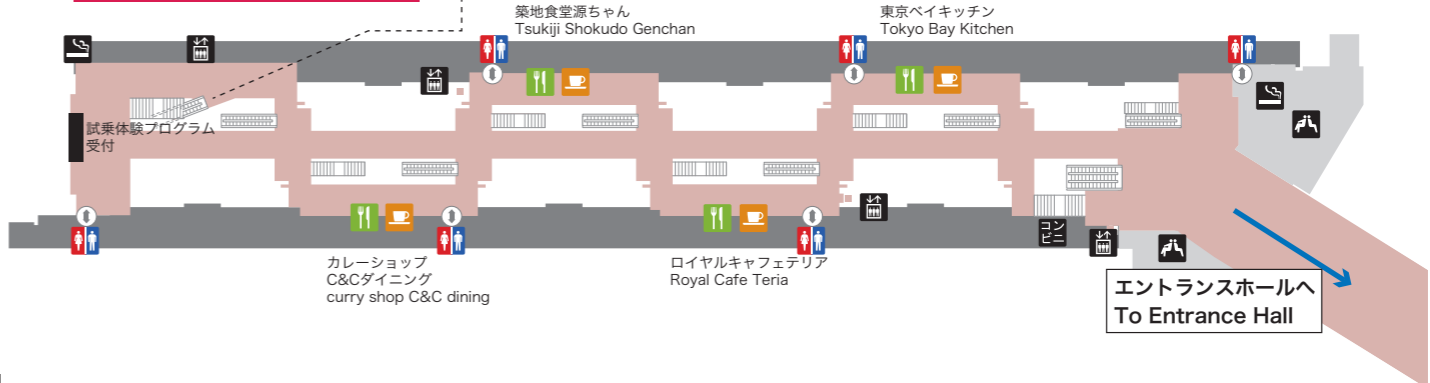 築地食堂源ちゃん
Tsukiji Shokudo Genchan
東京ベイキッチン
Tokyo Bay Kitchen
試乗体験プログラム
受付
コン
ビニ
カレーショップ
C&Cダイニング
curry shop C&C dining
ロイヤルキャフェテリア
Royal Cafe Teria
エントランスホールへ
To Entrance Hall